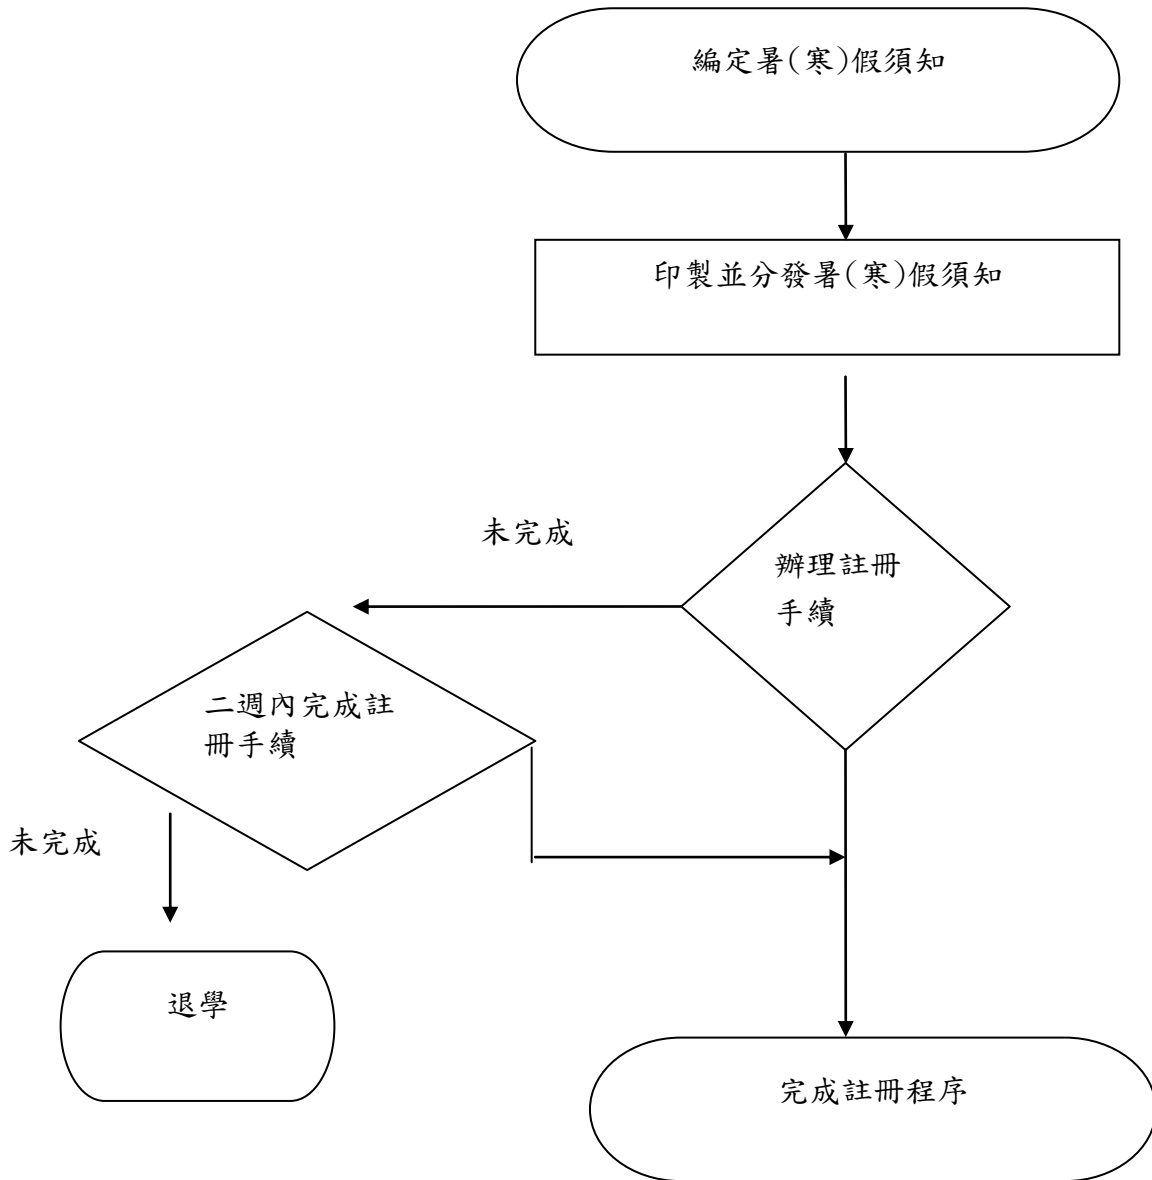 編定暑(寒)假須知
印製並分發暑(寒)假須知
未完成
辦理註冊
手續
二週內完成註
冊手續
未完成
退學
完成註冊程序